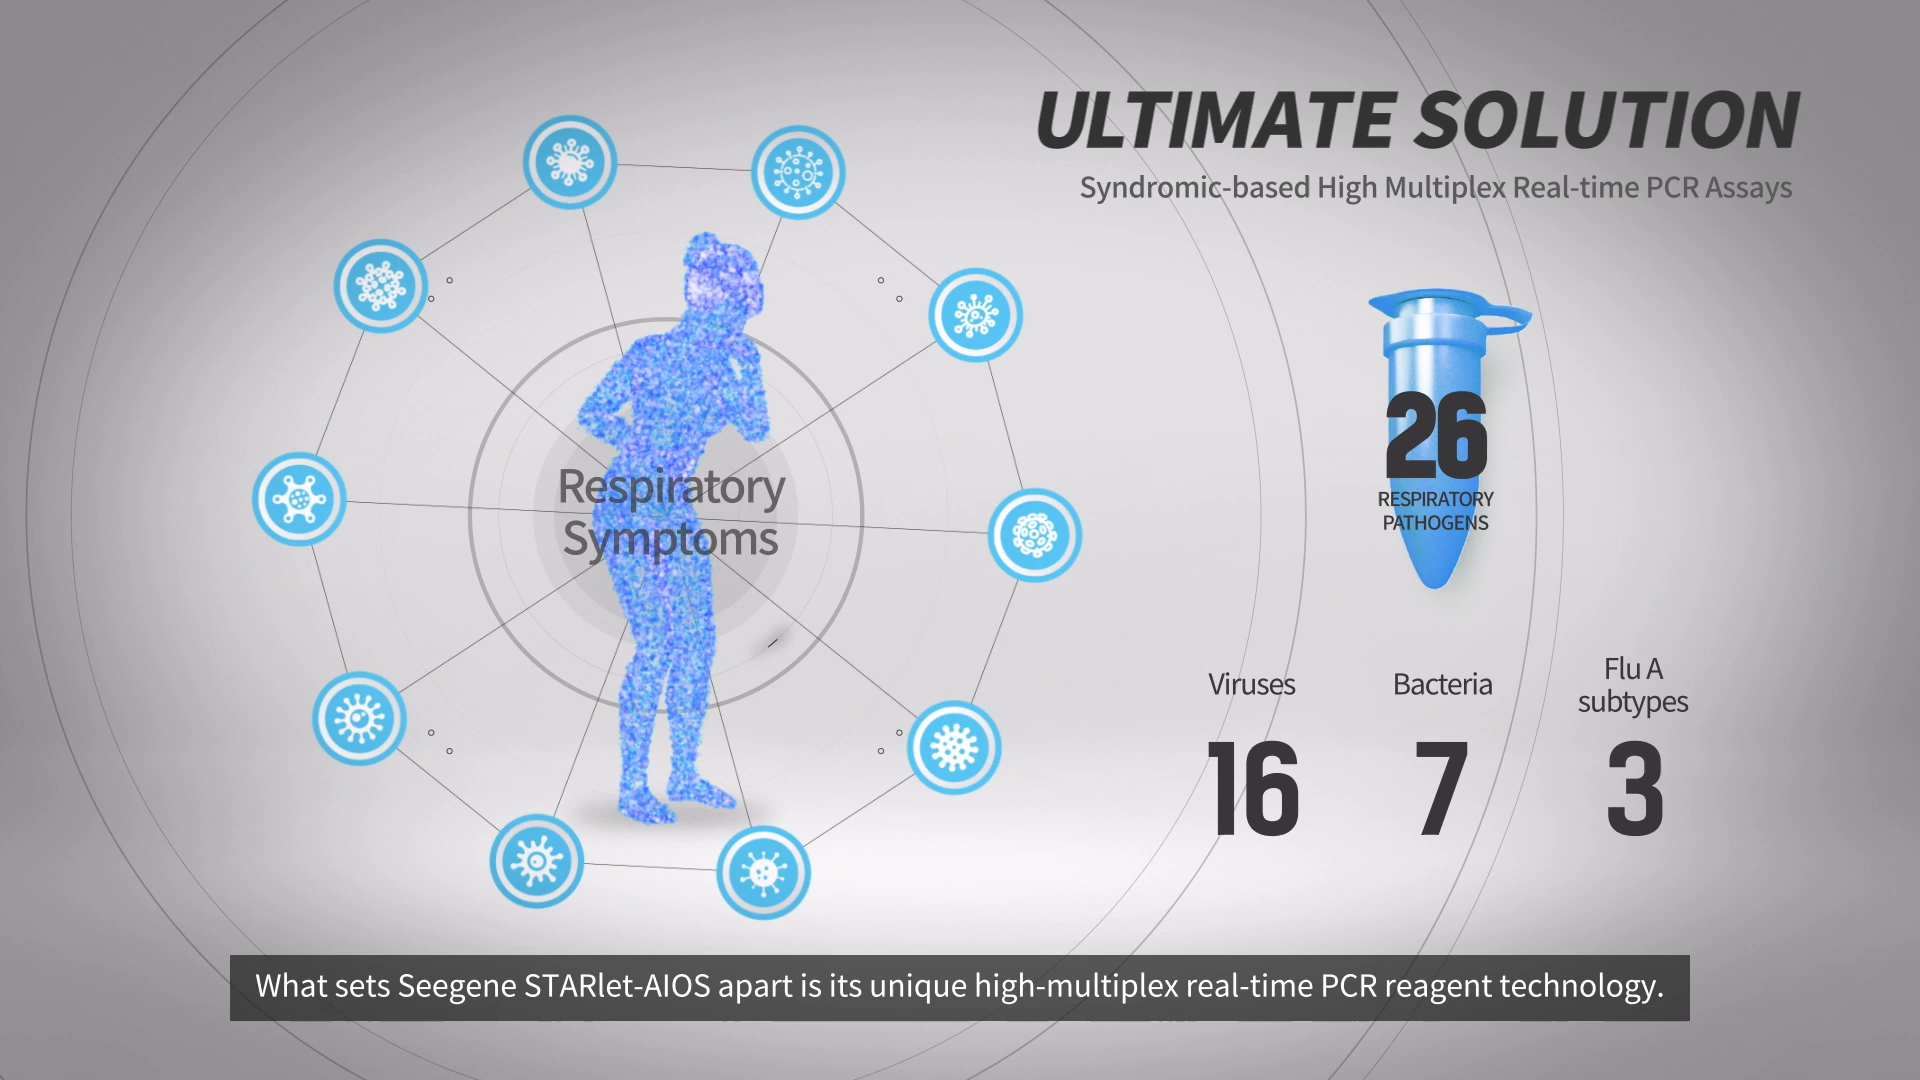 ULTIMATE SOLUTION
Syndromic-based High Multiplex Real-time PCR Assays
Respiratory
Symptoms
26
RESPIRATORY
PATHOGENS
Viruses
16
Bacteria
7
Flu A
subtypes
3
What sets Seegene STARlet-AIOS apart is its unique high-multiplex real-time PCR reagent technology.